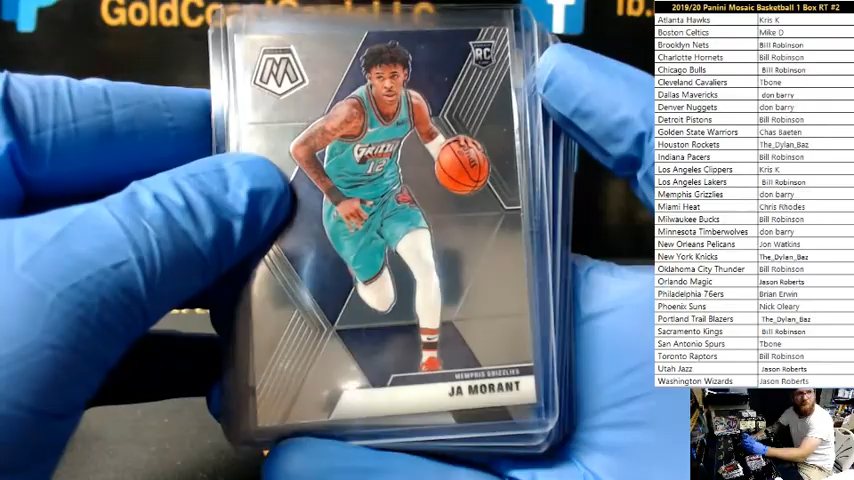 GoldCoast
fb.
2019/20 Panini Mosaic Basketball 1 Box RT #2
Atlanta Hawks Kris K
Boston Celtics Mike D
Brooklyn Nets Bill Robinson
Charlotte Hornets Bill Robinson
Chicago Bulls Bill Robinson
Cleveland Cavaliers Tbone
Dallas Mavericks don barry
Denver Nuggets don barry
Detroit Pistons Bill Robinson
Golden State Warriors Chas Baeten
Houston Rockets The_Dylan_Baz
Indiana Pacers Bill Robinson
Los Angeles Clippers Kris K
Los Angeles Lakers Bill Robinson
Memphis Grizzlies don barry
Miami Heat Chris Rhodes
Milwaukee Bucks Bill Robinson
Minnesota Timberwolves don barry
New Orleans Pelicans Jon Watkins
New York Knicks The_Dylan_Baz
Oklahoma City Thunder Bill Robinson
Orlando Magic Jason Roberts
Philadelphia 76ers Brian Erwin
Phoenix Suns Nick Oleary
Portland Trail Blazers The_Dylan_Baz
Sacramento Kings Bill Robinson
San Antonio Spurs Tbone
Toronto Raptors Bill Robinson
Utah Jazz Jason Roberts
Washington Wizards Jason Roberts
M
RC
12
MEMPHIS GRIZZLIES
JA MORANT